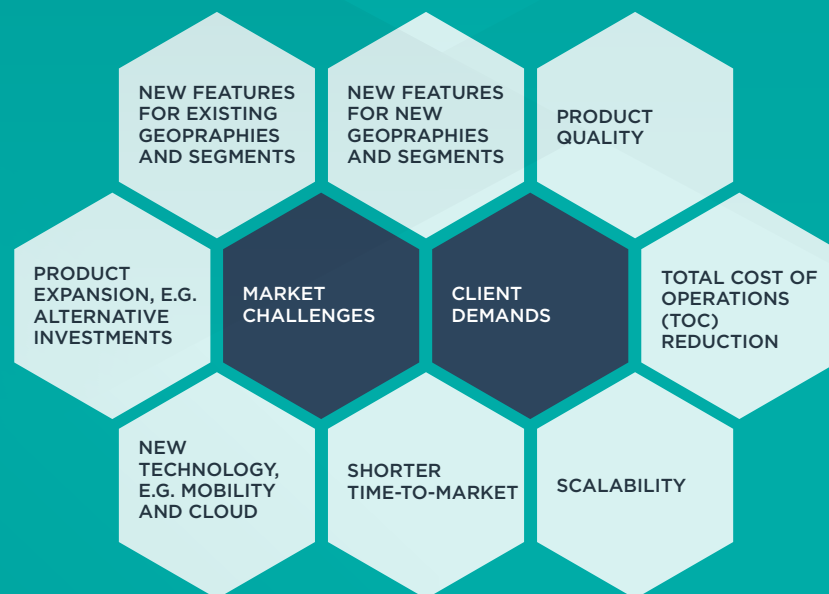 NEW FEATURES
FOR EXISTING
GEOPRAPHIES
AND SEGMENTS
NEW FEATURES
FOR NEW
GEOPRAPHIES
AND SEGMENTS
PRODUCT
QUALITY
PRODUCT
EXPANSION, E.G.
ALTERNATIVE
INVESTMENTS
MARKET
CHALLENGES
CLIENT
DEMANDS
TOTAL COST OF
OPERATIONS
(TOC)
REDUCTION
NEW
TECHNOLOGY,
E.G. MOBILITY
AND CLOUD
SHORTER
TIME-TO-MARKET
SCALABILITY